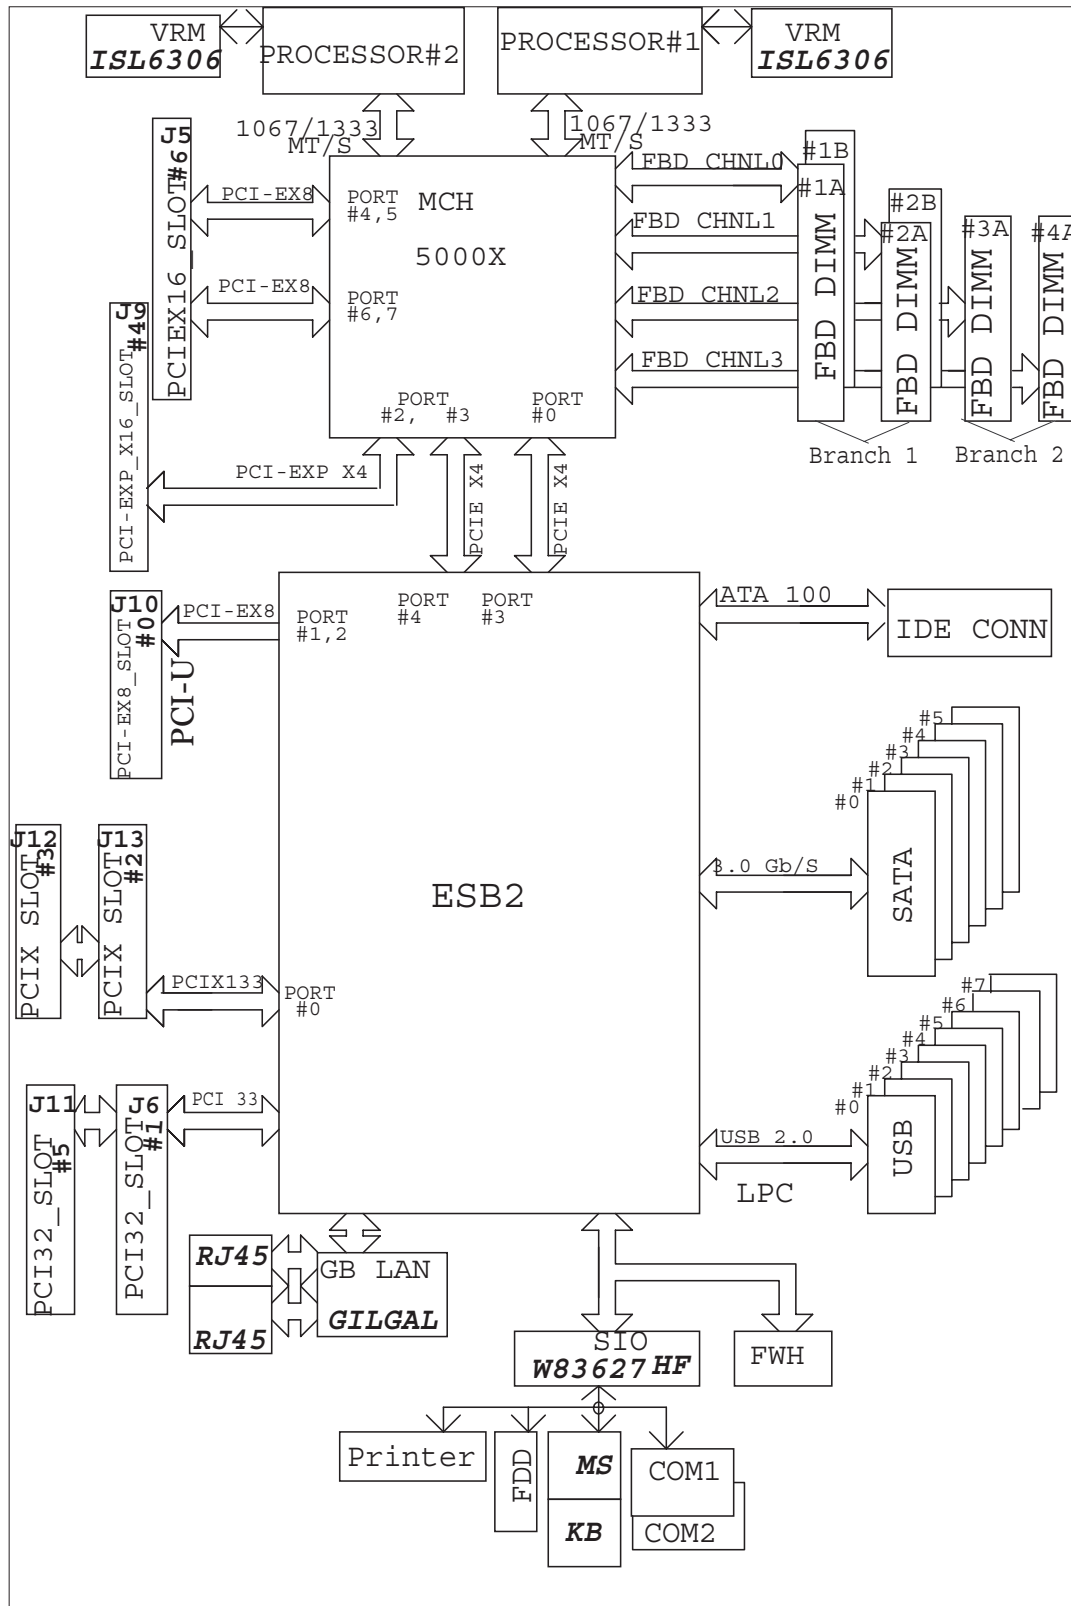 VRM
ISL6306
PROCESSOR#2
PROCESSOR#1
VRM
ISL6306
1067/1333
MT/S
1067/1333
MT/S
J5
#6
PCIEX16_SLOT
PCI-EX8
PORT
#4,5
MCH
5000X
PCI-EX8
PORT
#6,7
FBD CHNL0
FBD CHNL1
FBD CHNL2
FBD CHNL3
#1B
#1A
FBD DIMM
#2B
#2A
FBD DIMM
#3A
FBD DIMM
#4A
FBD DIMM
Branch 1
Branch 2
J9
#4
PCI-EXP_X16_SLOT
PORT
#2, #3
PORT
#0
PCI-EXP X4
PCIE X4
PCIE X4
J10
#0
PCI-EX8_SLOT
PCI-EX8
PCI-U
PORT
#1,2
PORT
#4
PORT
#3
ATA 100
IDE CONN
ESB2
#5
#4
#3
#2
#1
#0
3.0 Gb/S
SATA
J12
#3
PCIX SLOT
J13
#2
PCIX SLOT
PCIX133
PORT
#0
#7
#6
#5
#4
#3
#2
#1
#0
USB 2.0
USB
LPC
J11
#5
PCI32_SLOT
J6
#1
PCI32_SLOT
PCI 33
RJ45
RJ45
GB LAN
GILGAL
SIO
W83627HF
FWH
Printer
FDD
MS
KB
COM1
COM2